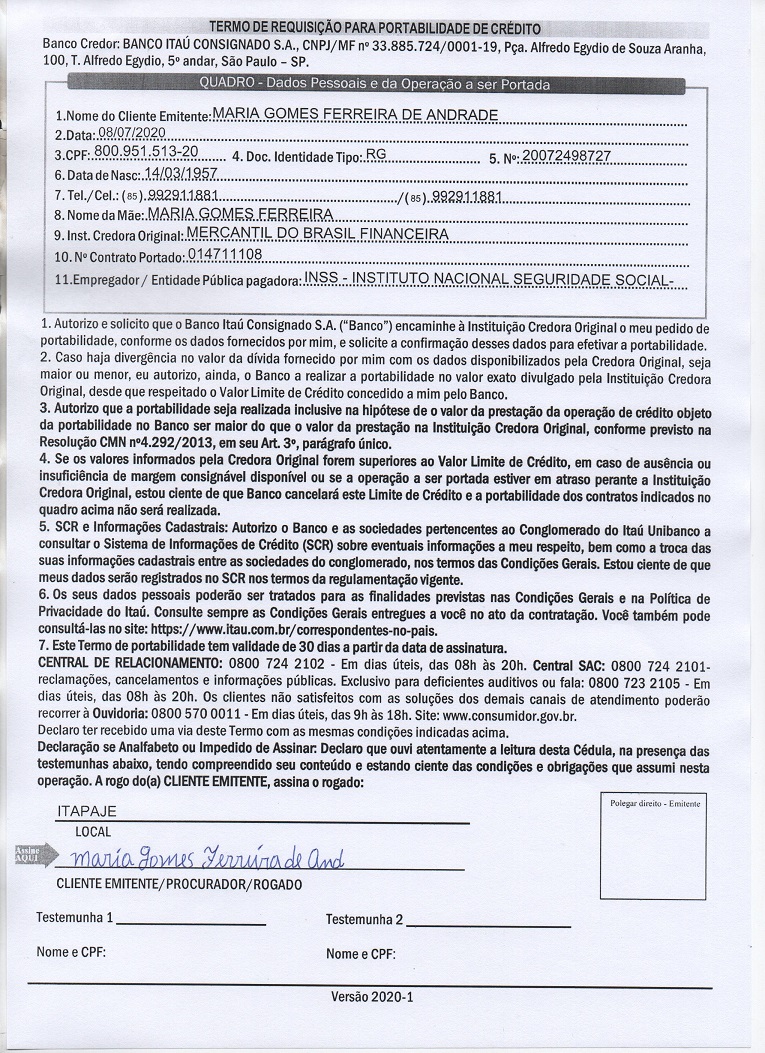 TERMO DE REQUISIÇÃO PARA PORTABILIDADE DE CRÉDITO
Banco Credor: BANCO ITAÚ CONSIGNADO S.A., CNPJ/MF nº 33.885.724/0001-19, Pça. Alfredo Egydio de Souza Aranha,
100, T. Alfredo Egydio, 5º andar, São Paulo – SP.
QUADRO - Dados Pessoais e da Operação a ser Portada
1.Nome do Cliente Emitente: MARIA GOMES FERREIRA DE ANDRADE
2.Data: 08/07/2020
3.CPF: 800.951.513-20 4. Doc. Identidade Tipo: RG 5. Nº: 20072498727
6. Data de Nasc: 14/03/1957
7. Tel./Cel.: (85) 992911881 /(85) 992911881
8. Nome da Mãe: MARIA GOMES FERREIRA
9. Inst. Credora Original: MERCANTIL DO BRASIL FINANCEIRA
10. Nº Contrato Portado: 014711108
11.Empregador / Entidade Pública pagadora: INSS - INSTITUTO NACIONAL SEGURIDADE SOCIAL-
1. Autorizo e solicito que o Banco Itaú Consignado S.A. (“Banco”) encaminhe à Instituição Credora Original o meu pedido de
portabilidade, conforme os dados fornecidos por mim, e solicite a confirmação desses dados para efetivar a portabilidade.
2. Caso haja divergência no valor da dívida fornecido por mim com os dados disponibilizados pela Credora Original, seja
maior ou menor, eu autorizo, ainda, o Banco a realizar a portabilidade no valor exato divulgado pela Instituição Credora
Original, desde que respeitado o Valor Limite de Crédito concedido a mim pelo Banco.
3. Autorizo que a portabilidade seja realizada inclusive na hipótese de o valor da prestação da operação de crédito objeto
da portabilidade no Banco ser maior do que o valor da prestação na Instituição Credora Original, conforme previsto na
Resolução CMN nº4.292/2013, em seu Art. 3º, parágrafo único.
4. Se os valores informados pela Credora Original forem superiores ao Valor Limite de Crédito, em caso de ausência ou
insuficiência de margem consignável disponível ou se a operação a ser portada estiver em atraso perante a Instituição
Credora Original, estou ciente de que Banco cancelará este Limite de Crédito e a portabilidade dos contratos indicados no
quadro acima não será realizada.
5. SCR e Informações Cadastrais: Autorizo o Banco e as sociedades pertencentes ao Conglomerado do Itaú Unibanco a
consultar o Sistema de Informações de Crédito (SCR) sobre eventuais informações a meu respeito, bem como a troca das
suas informações cadastrais entre as sociedades do conglomerado, nos termos das Condições Gerais. Estou ciente de que
meus dados serão registrados no SCR nos termos da regulamentação vigente.
6. Os seus dados pessoais poderão ser tratados para as finalidades previstas nas Condições Gerais e na Política de
Privacidade do Itaú. Consulte sempre as Condições Gerais entregues a você no ato da contratação. Você também pode
consultá-las no site: https://www.itau.com.br/correspondentes-no-pais.
7. Este Termo de portabilidade tem validade de 30 dias a partir da data de assinatura.
CENTRAL DE RELACIONAMENTO: 0800 724 2102 - Em dias úteis, das 08h às 20h. Central SAC: 0800 724 2101-
reclamações, cancelamentos e informações públicas. Exclusivo para deficientes auditivos ou fala: 0800 723 2105 - Em
dias úteis, das 08h às 20h. Os clientes não satisfeitos com as soluções dos demais canais de atendimento poderão
recorrer à Ouvidoria: 0800 570 0011 - Em dias úteis, das 9h às 18h. Site: www.consumidor.gov.br.
Declaro ter recebido uma via deste Termo com as mesmas condições indicadas acima.
Declaração se Analfabeto ou Impedido de Assinar: Declaro que ouvi atentamente a leitura desta Cédula, na presença das
testemunhas abaixo, tendo compreendido seu conteúdo e estando ciente das condições e obrigações que assumi nesta
operação. A rogo do(a) CLIENTE EMITENTE, assina o rogado:
Polegar direito - Emitente
ITAPAJE
LOCAL
Assine
AQUI
maria Gomes Ferreira de And
CLIENTE EMITENTE/PROCURADOR/ROGADO
Testemunha 1 Testemunha 2
Nome e CPF: Nome e CPF:
Versão 2020-1